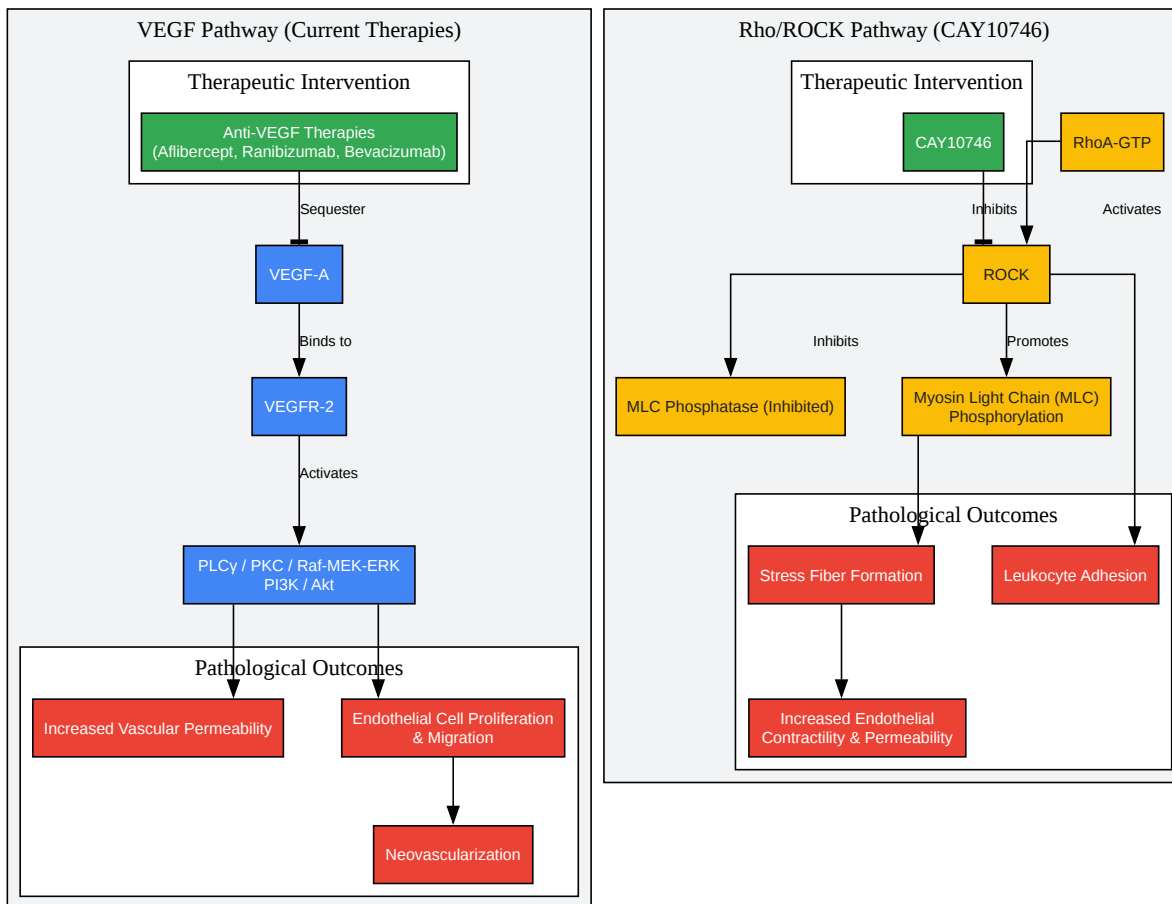 VEGF Pathway (Current Therapies)
Therapeutic Intervention
Anti-VEGF Therapies
(Aflibercept, Ranibizumab, Bevacizumab)
Sequester
VEGF-A
Binds to
VEGFR-2
Activates
PLCγ / PKC / Raf-MEK-ERK
PI3K / Akt
Pathological Outcomes
Increased Vascular Permeability
Endothelial Cell Proliferation
& Migration
Neovascularization
Rho/ROCK Pathway (CAY10746)
Therapeutic Intervention
CAY10746
RhoA-GTP
Inhibits
Activates
ROCK
Inhibits
Promotes
MLC Phosphatase (Inhibited)
Myosin Light Chain (MLC)
Phosphorylation
Pathological Outcomes
Stress Fiber Formation
Leukocyte Adhesion
Increased Endothelial
Contractility & Permeability